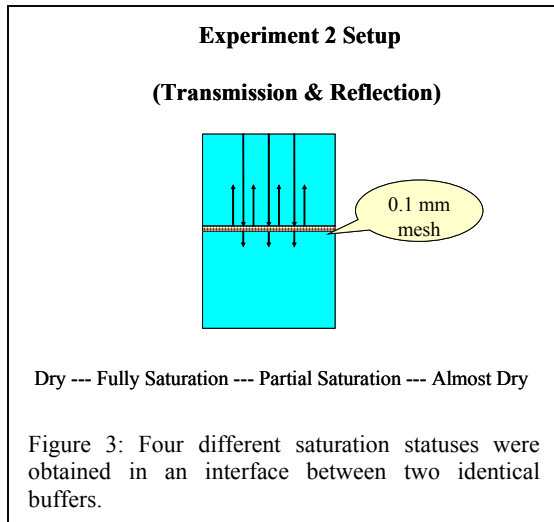 Experiment 2 Setup
(Transmission & Reflection)
0.1 mm
mesh
Dry --- Fully Saturation --- Partial Saturation --- Almost Dry
Figure 3: Four different saturation statuses were
obtained in an interface between two identical
buffers.